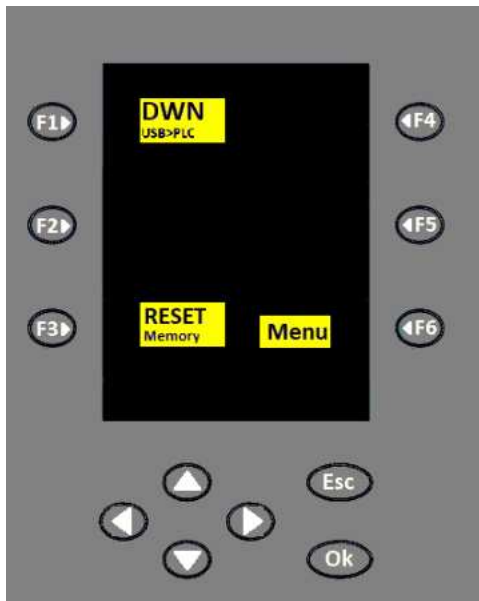 F1
DWN
USB>PLC
F4
F2
F5
F3
RESET
Memory
Menu
F6
Esc
Ok